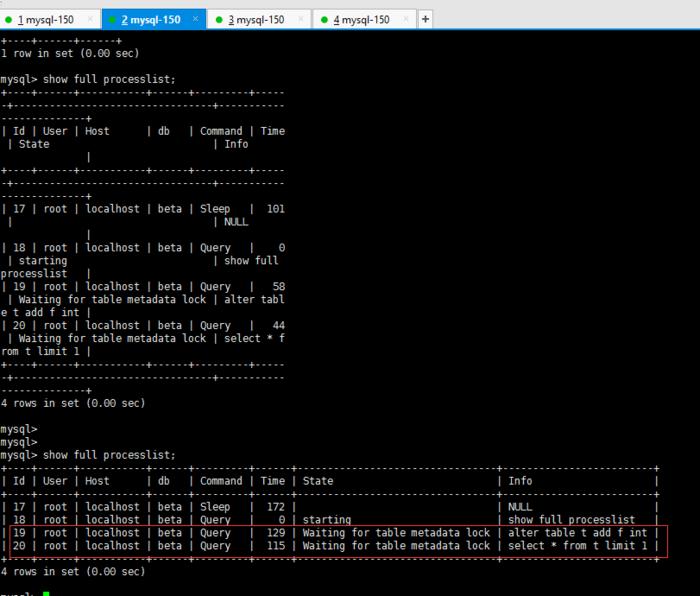 1 mysql-150 × 2 mysql-150 × 3 mysql-150 × 4 mysql-150 × +
+----+------+------+
1 row in set (0.00 sec)
mysql> show full processlist;
+----+------+-----------+------+---------+-----
-+---------------------------------+-----------
--------------+
| Id | User | Host      | db   | Command | Time
 | State                           | Info
              |
+----+------+-----------+------+---------+-----
-+---------------------------------+-----------
--------------+
| 17 | root | localhost | beta | Sleep   |  101
 |                                 | NULL
              |
| 18 | root | localhost | beta | Query   |    0
 | starting                        | show full
processlist   |
| 19 | root | localhost | beta | Query   |   58
 | Waiting for table metadata lock | alter tabl
e t add f int |
| 20 | root | localhost | beta | Query   |   44
 | Waiting for table metadata lock | select * f
rom t limit 1 |
+----+------+-----------+------+---------+-----
-+---------------------------------+-----------
--------------+
4 rows in set (0.00 sec)
mysql>
mysql>
mysql> show full processlist;
+----+------+-----------+------+---------+------+---------------------------------+-------------------------+
| Id | User | Host      | db   | Command | Time | State                           | Info                    |
+----+------+-----------+------+---------+------+---------------------------------+-------------------------+
| 17 | root | localhost | beta | Sleep   |  172 |                                 | NULL                    |
| 18 | root | localhost | beta | Query   |    0 | starting                        | show full processlist   |
| 19 | root | localhost | beta | Query   |  129 | Waiting for table metadata lock | alter table t add f int |
| 20 | root | localhost | beta | Query   |  115 | Waiting for table metadata lock | select * from t limit 1 |
+----+------+-----------+------+---------+------+---------------------------------+-------------------------+
4 rows in set (0.00 sec)
mysql>